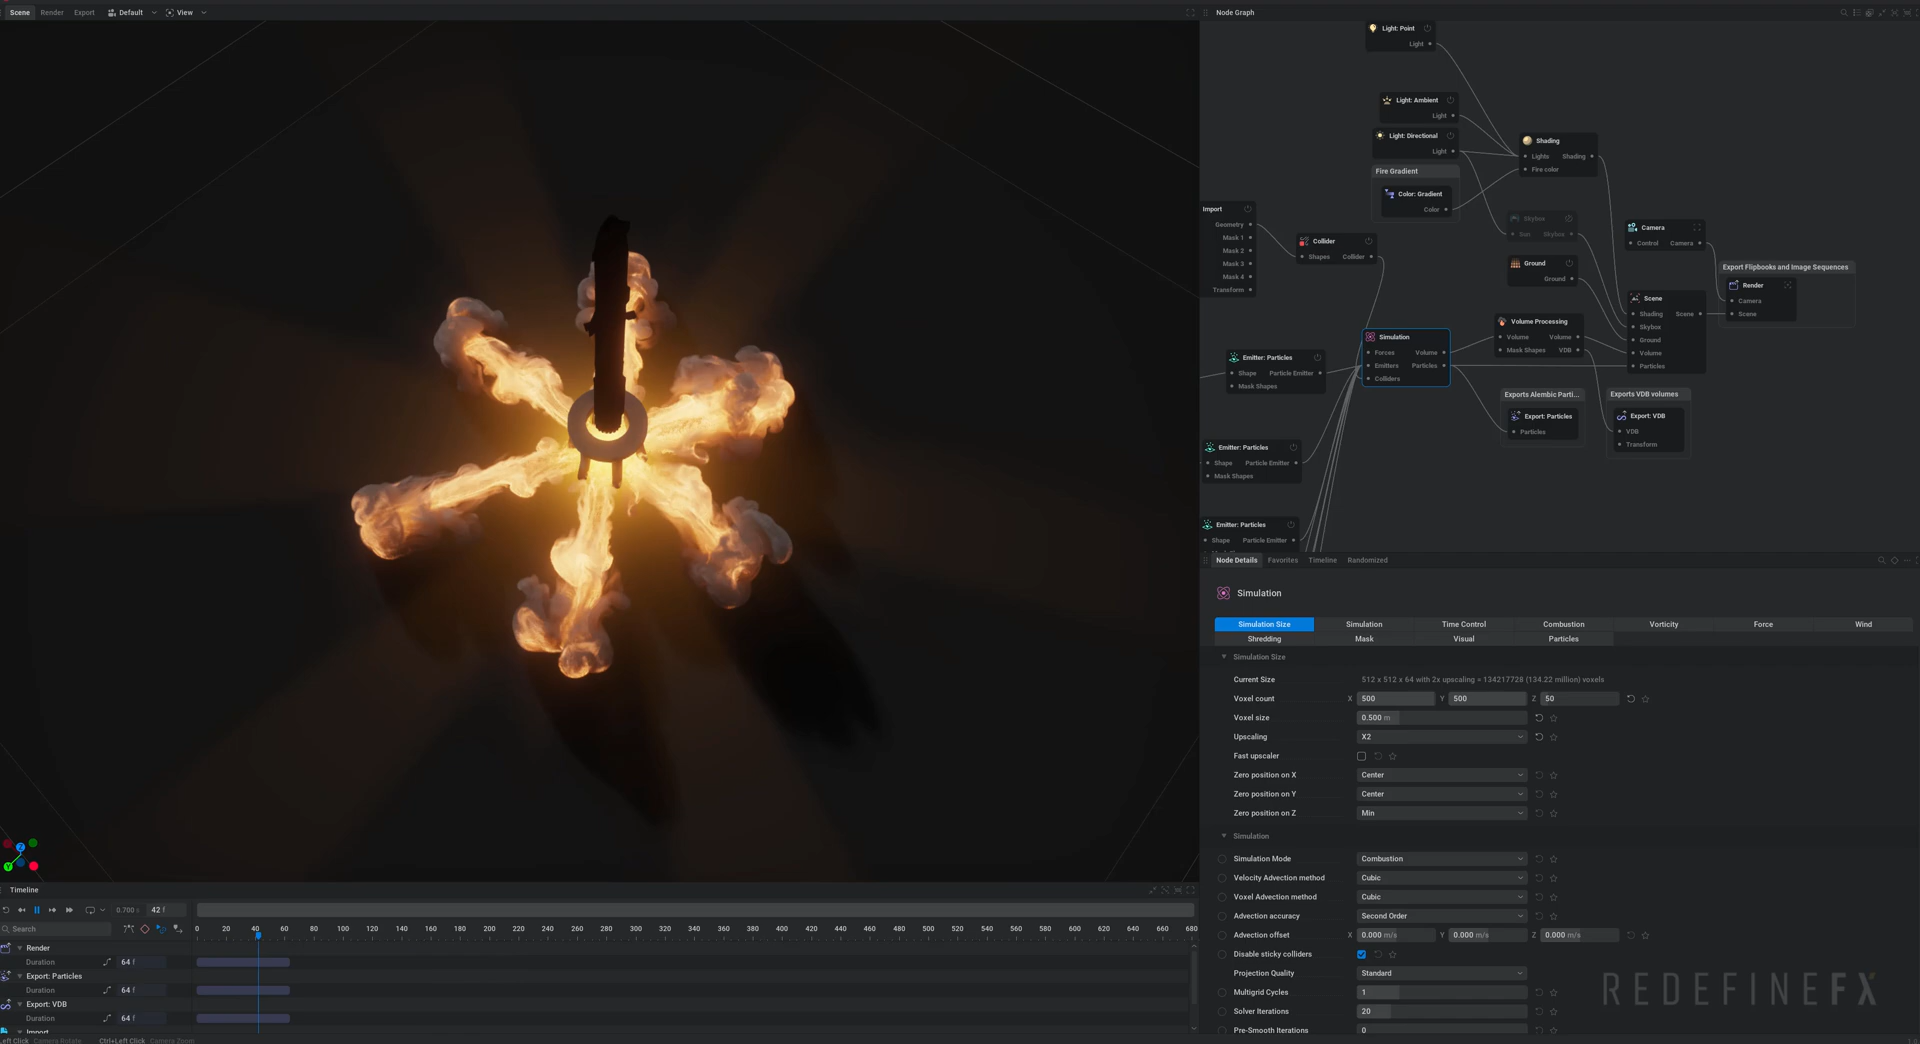 Scene Render Export Default View
Node Graph
Light: Point
Light
Light: Ambient
Light
Light: Directional
Light
Fire Gradient
Color: Gradient
Color
Shading
Lights Shading
Fire color
Import
Geometry
Mask 1
Mask 2
Mask 3
Mask 4
Transform
Collider
Shapes Collider
Skybox
Sun Skybox
Ground
Ground
Camera
Control Camera
Export Flipbooks and Image Sequences
Render
Camera
Scene
Scene
Shading Scene
Skybox
Ground
Volume
Particles
Volume Processing
Volume Volume
Mask Shapes VDB
Simulation
Forces Volume
Emitters Particles
Colliders
Emitter: Particles
Shape Particle Emitter
Mask Shapes
Exports Alembic Parti...
Export: Particles
Particles
Exports VDB volumes
Export: VDB
VDB
Transform
Emitter: Particles
Shape Particle Emitter
Mask Shapes
Emitter: Particles
Shape Particle Emitter
Node Details Favorites Timeline Randomized
Simulation
Simulation Size Simulation Time Control Combustion Vorticity Force Wind
Shredding Mask Visual Particles
Simulation Size
Current Size 512 x 512 x 64 with 2x upscaling = 134217728 (134.22 million) voxels
Voxel count X 500 Y 500 Z 50
Voxel size 0.500 m
Upscaling X2
Fast upscaler
Zero position on X Center
Zero position on Y Center
Zero position on Z Min
Simulation
Simulation Mode Combustion
Velocity Advection method Cubic
Voxel Advection method Cubic
Advection accuracy Second Order
Advection offset X 0.000 m/s Y 0.000 m/s Z 0.000 m/s
Disable sticky colliders
Projection Quality Standard
Multigrid Cycles 1
Solver Iterations 20
Pre-Smooth Iterations 0
REDEFINEFX
Z
Y
Timeline
0.700 s 42 f
Search
0 20 40 60 80 100 120 140 160 180 200 220 240 260 280 300 320 340 360 380 400 420 440 460 480 500 520 540 560 580 600 620 640 660 680
Render
Duration 64 f
Export: Particles
Duration 64 f
Export: VDB
Duration 64 f
Import
Left Click Camera Rotate Ctrl+Left Click Camera Zoom